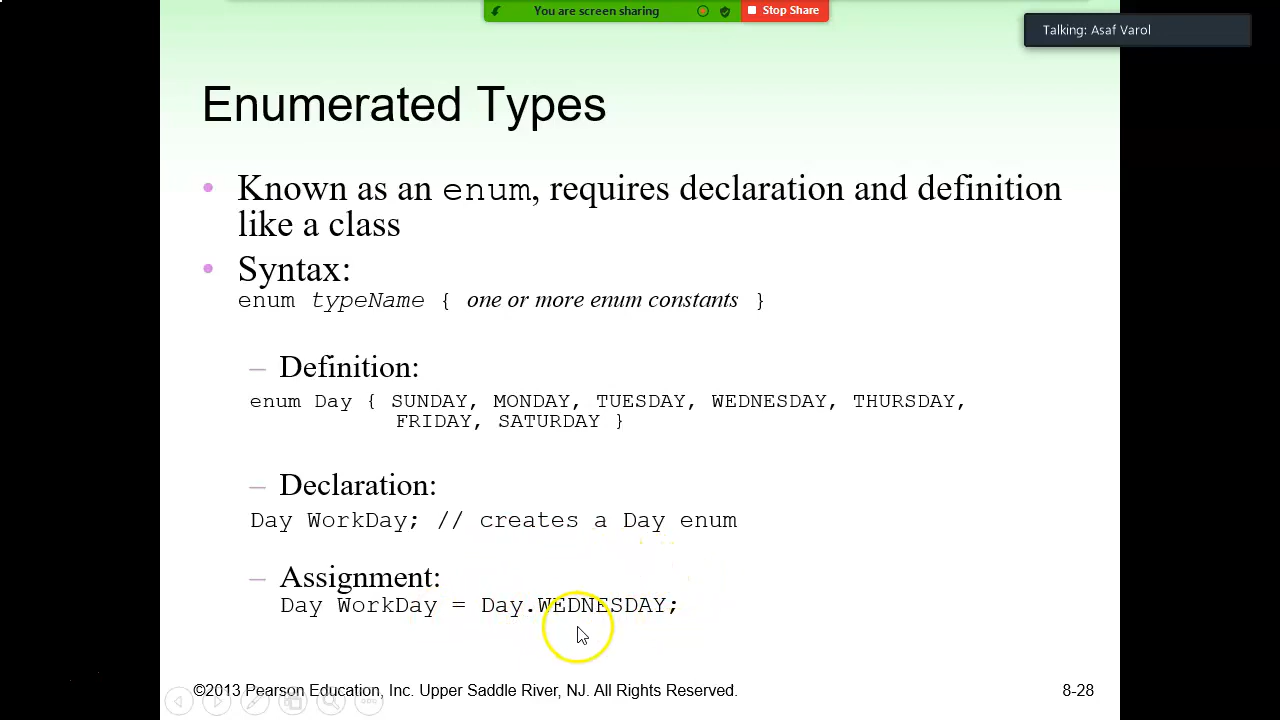 You are screen sharing
Stop Share
Talking: Asaf Varol
Enumerated Types
• Known as an enum, requires declaration and definition
like a class
• Syntax:
enum typeName { one or more enum constants }
– Definition:
enum Day { SUNDAY, MONDAY, TUESDAY, WEDNESDAY, THURSDAY,
FRIDAY, SATURDAY }
– Declaration:
Day WorkDay; // creates a Day enum
– Assignment:
Day WorkDay = Day.WEDNESDAY;
©2013 Pearson Education, Inc. Upper Saddle River, NJ. All Rights Reserved.
8-28